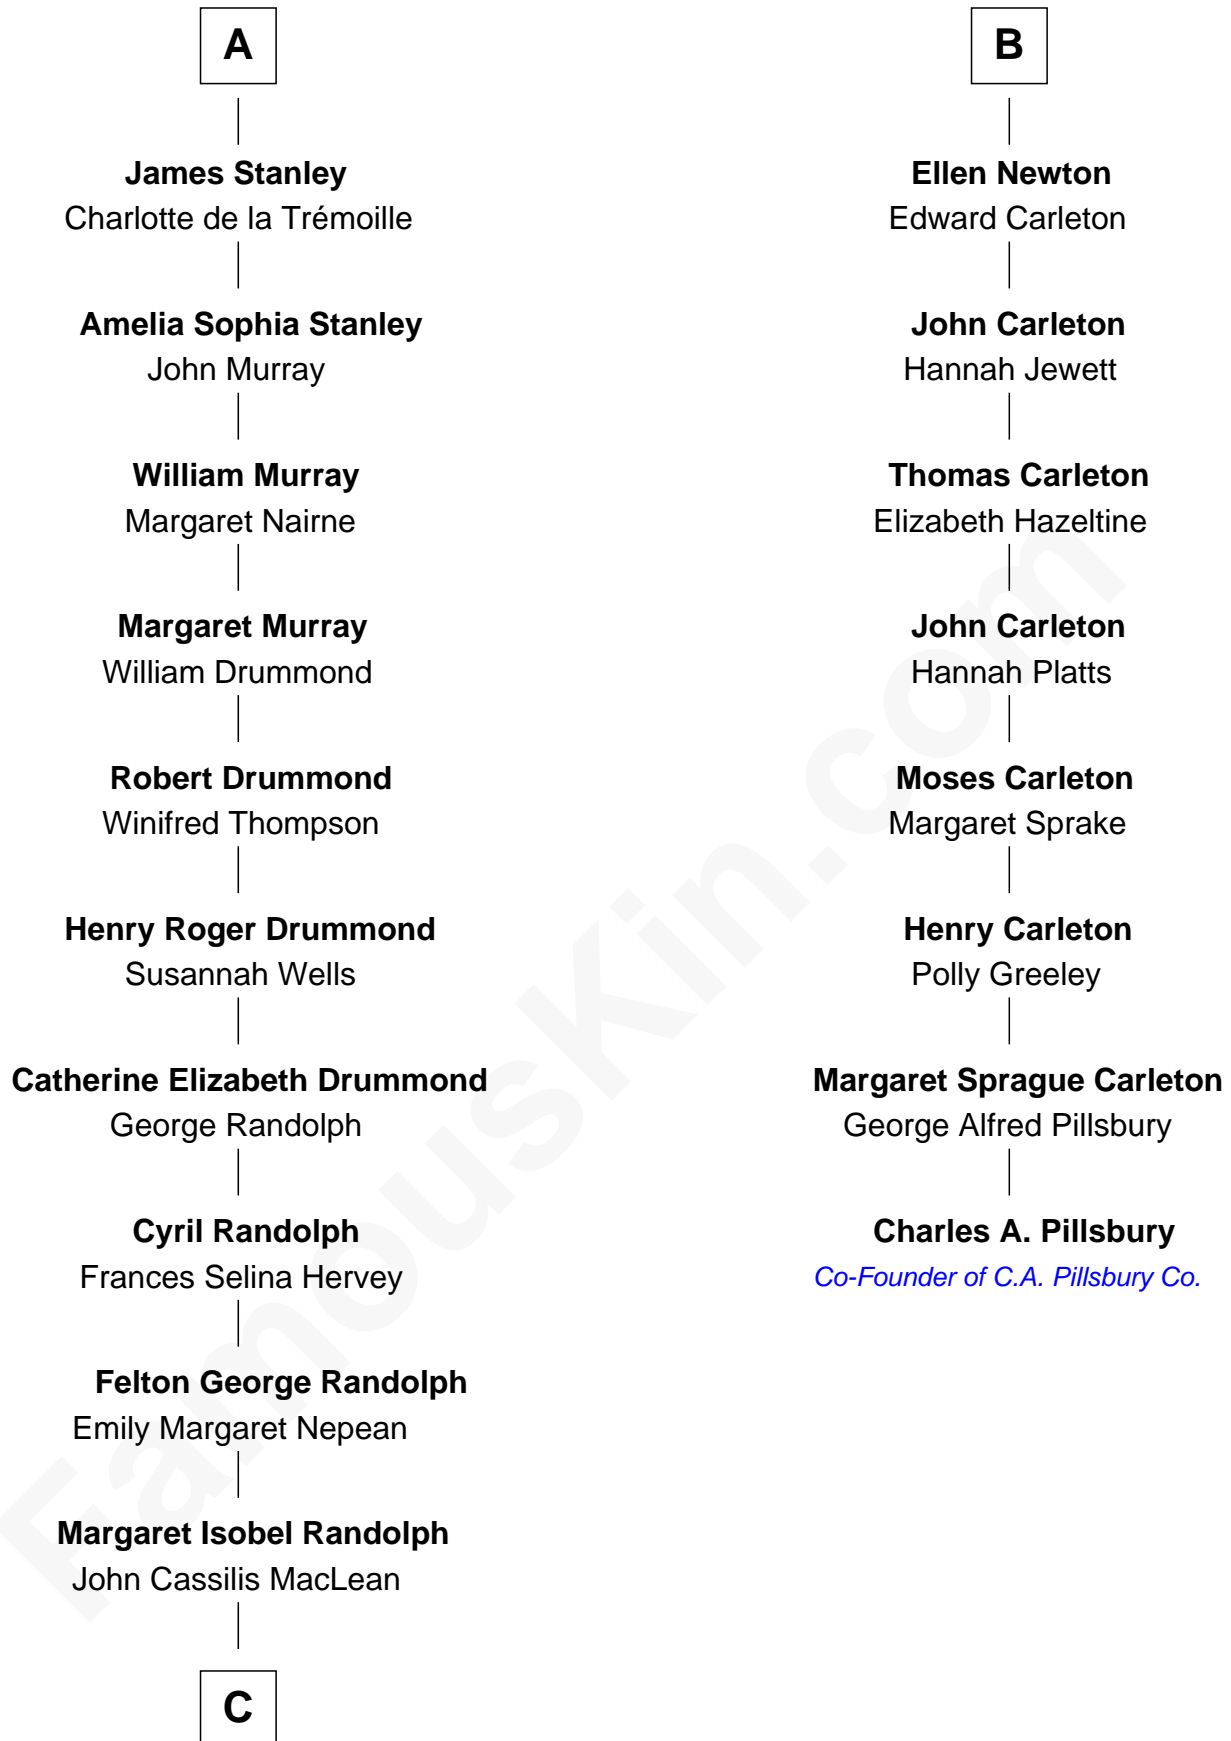 A
James Stanley
Charlotte de la Trémoille
Amelia Sophia Stanley
John Murray
William Murray
Margaret Nairne
Margaret Murray
William Drummond
Robert Drummond
Winifred Thompson
Henry Roger Drummond
Susannah Wells
Catherine Elizabeth Drummond
George Randolph
Cyril Randolph
Frances Selina Hervey
Felton George Randolph
Emily Margaret Nepean
Margaret Isobel Randolph
John Cassilis MacLean
C
B
Ellen Newton
Edward Carleton
John Carleton
Hannah Jewett
Thomas Carleton
Elizabeth Hazeltine
John Carleton
Hannah Platts
Moses Carleton
Margaret Sprake
Henry Carleton
Polly Greeley
Margaret Sprague Carleton
George Alfred Pillsbury
Charles A. Pillsbury
Co-Founder of C.A. Pillsbury Co.
FamousKin.com